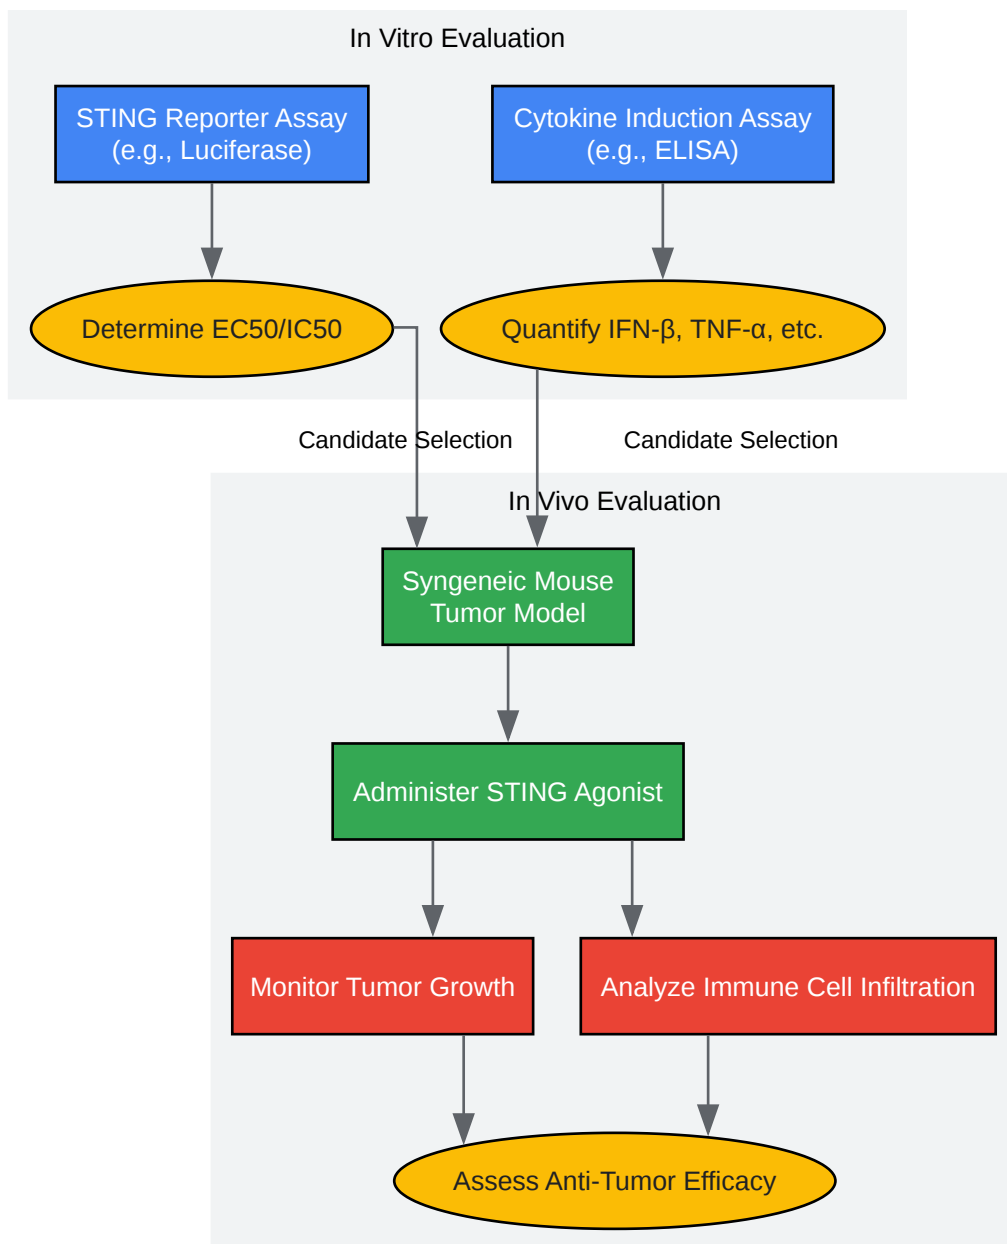 In Vitro Evaluation
STING Reporter Assay
(e.g., Luciferase)
Cytokine Induction Assay
(e.g., ELISA)
Determine EC50/IC50
Quantify IFN-β, TNF-α, etc.
Candidate Selection
Candidate Selection
In Vivo Evaluation
Syngeneic Mouse
Tumor Model
Administer STING Agonist
Monitor Tumor Growth
Analyze Immune Cell Infiltration
Assess Anti-Tumor Efficacy